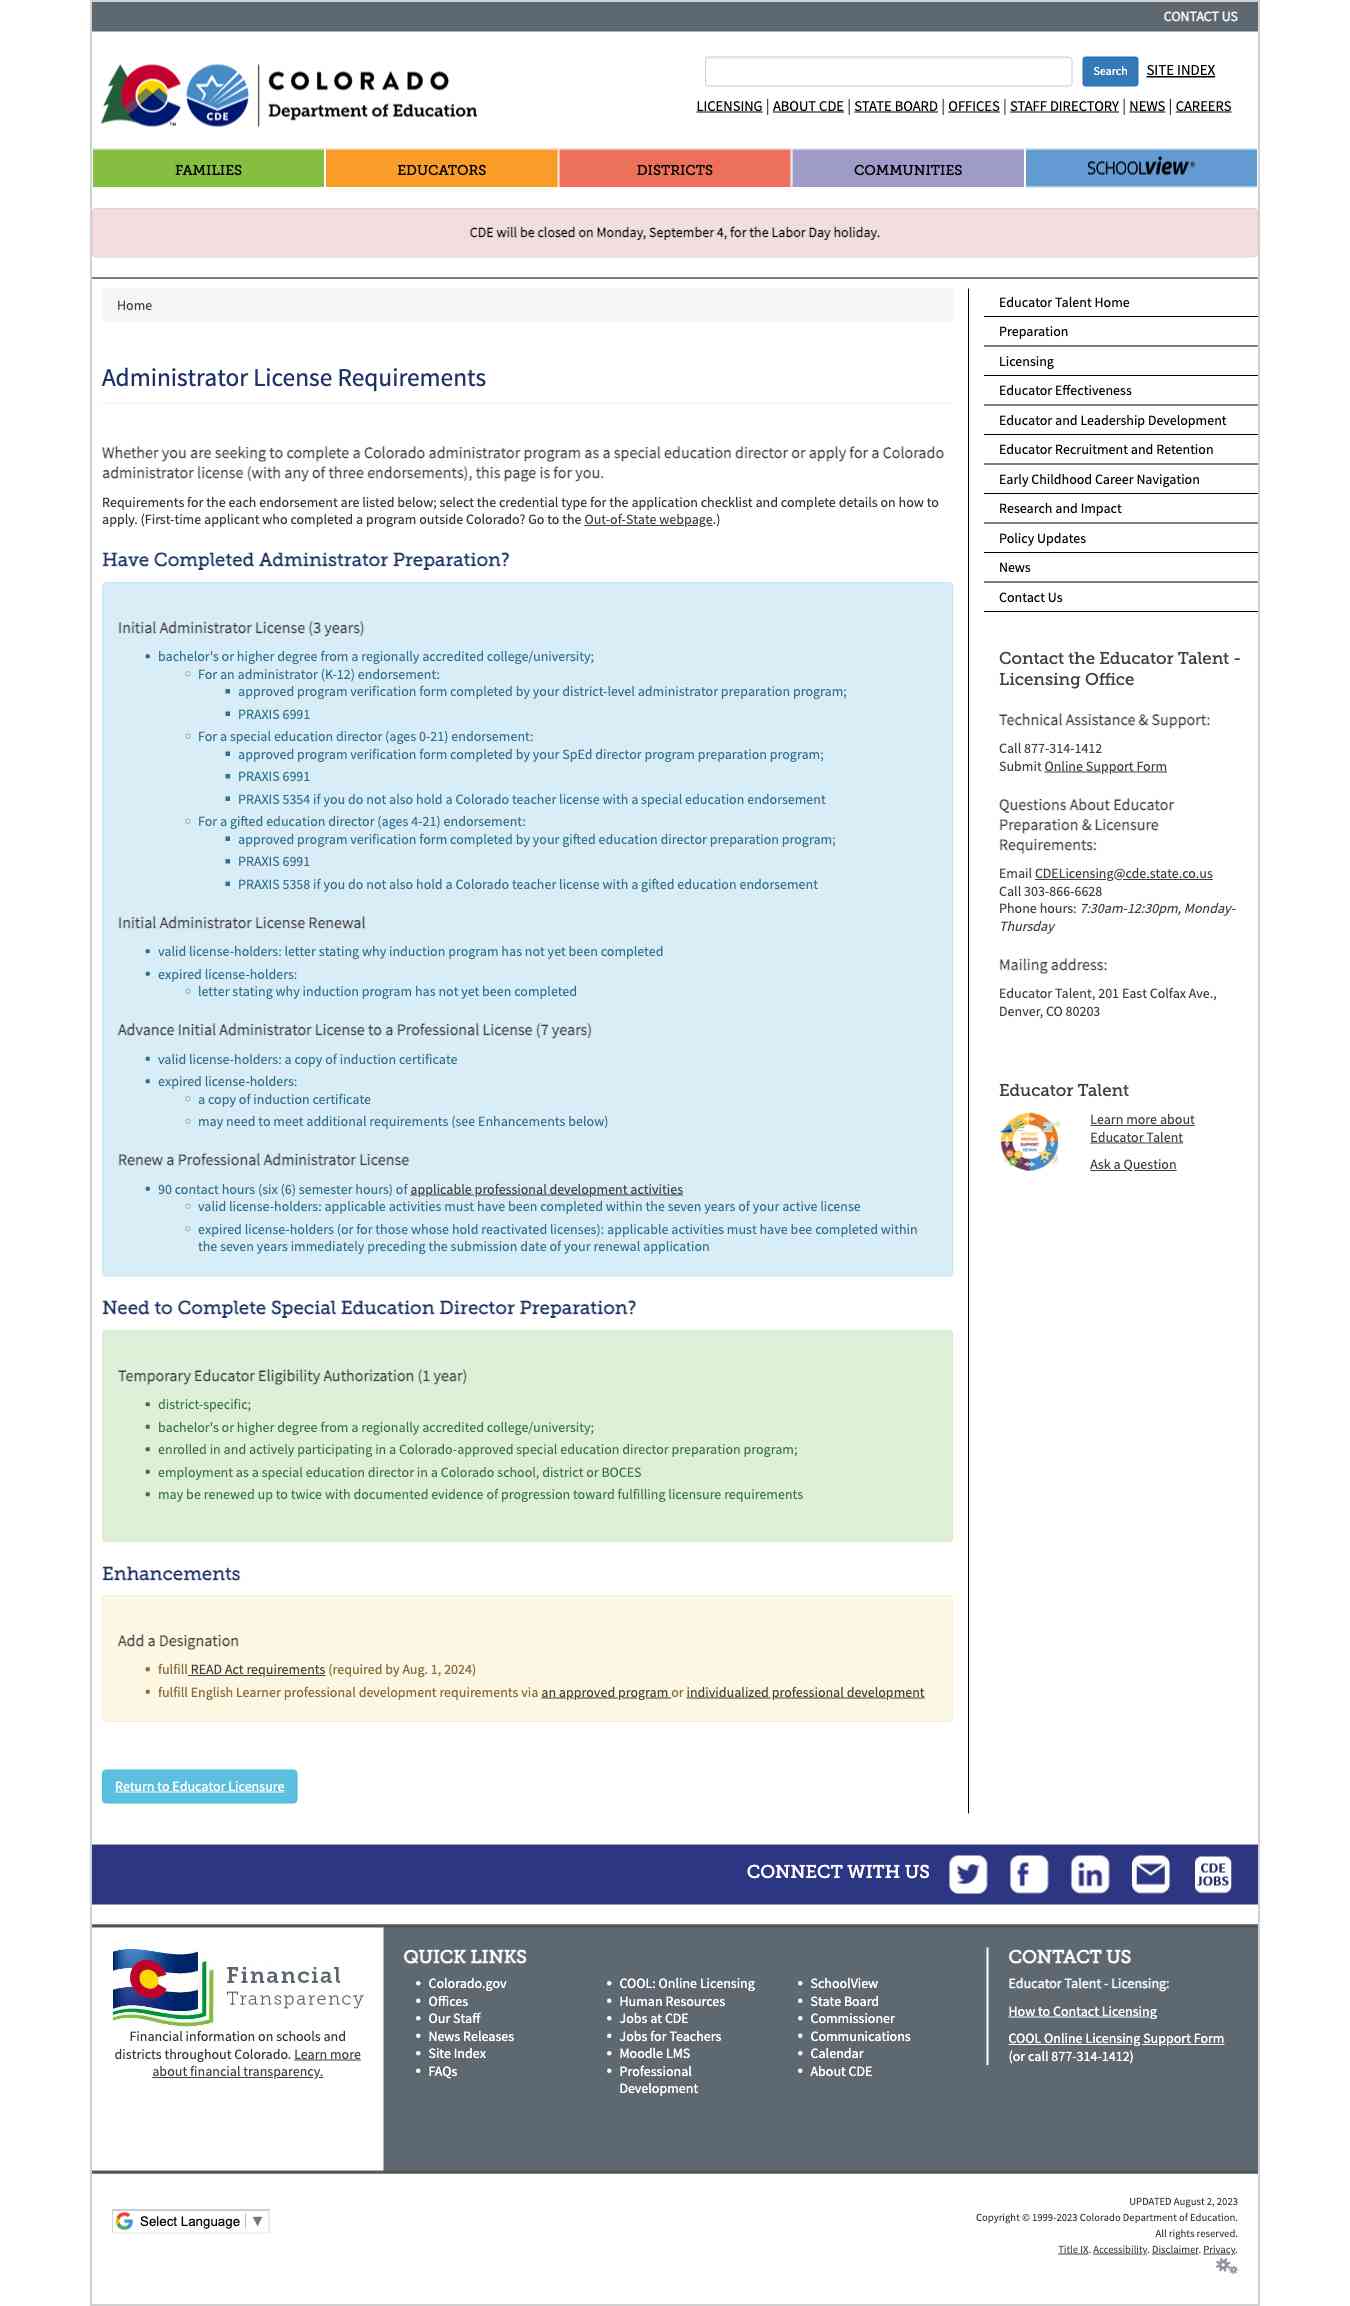 CONTACT US
COLORADO
Department of Education
CDE
TM
Search
SITE INDEX
LICENSING | ABOUT CDE | STATE BOARD | OFFICES | STAFF DIRECTORY | NEWS | CAREERS
FAMILIES
EDUCATORS
DISTRICTS
COMMUNITIES
SCHOOLVIEW®
CDE will be closed on Monday, September 4, for the Labor Day holiday.
Home
Administrator License Requirements
Whether you are seeking to complete a Colorado administrator program as a special education director or apply for a Colorado
administrator license (with any of three endorsements), this page is for you.
Requirements for the each endorsement are listed below; select the credential type for the application checklist and complete details on how to
apply. (First-time applicant who completed a program outside Colorado? Go to the Out-of-State webpage.)
Have Completed Administrator Preparation?
Initial Administrator License (3 years)
bachelor's or higher degree from a regionally accredited college/university;
For an administrator (K-12) endorsement:
approved program verification form completed by your district-level administrator preparation program;
PRAXIS 6991
For a special education director (ages 0-21) endorsement:
approved program verification form completed by your SpEd director program preparation program;
PRAXIS 6991
PRAXIS 5354 if you do not also hold a Colorado teacher license with a special education endorsement
For a gifted education director (ages 4-21) endorsement:
approved program verification form completed by your gifted education director preparation program;
PRAXIS 6991
PRAXIS 5358 if you do not also hold a Colorado teacher license with a gifted education endorsement
Initial Administrator License Renewal
valid license-holders: letter stating why induction program has not yet been completed
expired license-holders:
letter stating why induction program has not yet been completed
Advance Initial Administrator License to a Professional License (7 years)
valid license-holders: a copy of induction certificate
expired license-holders:
a copy of induction certificate
may need to meet additional requirements (see Enhancements below)
Renew a Professional Administrator License
90 contact hours (six (6) semester hours) of applicable professional development activities
valid license-holders: applicable activities must have been completed within the seven years of your active license
expired license-holders (or for those whose hold reactivated licenses): applicable activities must have bee completed within
the seven years immediately preceding the submission date of your renewal application
Need to Complete Special Education Director Preparation?
Temporary Educator Eligibility Authorization (1 year)
district-specific;
bachelor's or higher degree from a regionally accredited college/university;
enrolled in and actively participating in a Colorado-approved special education director preparation program;
employment as a special education director in a Colorado school, district or BOCES
may be renewed up to twice with documented evidence of progression toward fulfilling licensure requirements
Enhancements
Add a Designation
fulfill READ Act requirements (required by Aug. 1, 2024)
fulfill English Learner professional development requirements via an approved program or individualized professional development
Return to Educator Licensure
Educator Talent Home
Preparation
Licensing
Educator Effectiveness
Educator and Leadership Development
Educator Recruitment and Retention
Early Childhood Career Navigation
Research and Impact
Policy Updates
News
Contact Us
Contact the Educator Talent -
Licensing Office
Technical Assistance & Support:
Call 877-314-1412
Submit Online Support Form
Questions About Educator
Preparation & Licensure
Requirements:
Email CDELicensing@cde.state.co.us
Call 303-866-6628
Phone hours: 7:30am-12:30pm, Monday-
Thursday
Mailing address:
Educator Talent, 201 East Colfax Ave.,
Denver, CO 80203
Educator Talent
Learn more about
Educator Talent
Ask a Question
CONNECT WITH US
CDE
JOBS
Financial
Transparency
Financial information on schools and
districts throughout Colorado. Learn more
about financial transparency.
QUICK LINKS
Colorado.gov
Offices
Our Staff
News Releases
Site Index
FAQs
COOL: Online Licensing
Human Resources
Jobs at CDE
Jobs for Teachers
Moodle LMS
Professional
Development
SchoolView
State Board
Commissioner
Communications
Calendar
About CDE
CONTACT US
Educator Talent - Licensing:
How to Contact Licensing
COOL Online Licensing Support Form
(or call 877-314-1412)
Select Language ▼
UPDATED August 2, 2023
Copyright © 1999-2023 Colorado Department of Education.
All rights reserved.
Title IX. Accessibility. Disclaimer. Privacy.